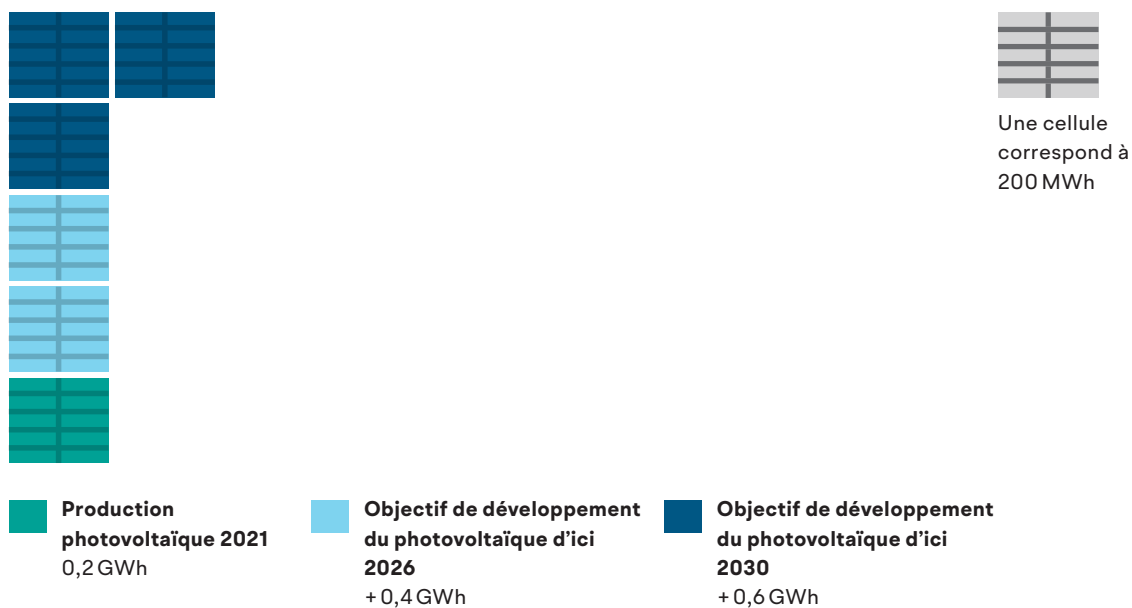 Une cellule
correspond à
200 MWh
Production
photovoltaïque 2021
0,2 GWh
Objectif de développement
du photovoltaïque d’ici
2026
+ 0,4 GWh
Objectif de développement
du photovoltaïque d’ici
2030
+ 0,6 GWh